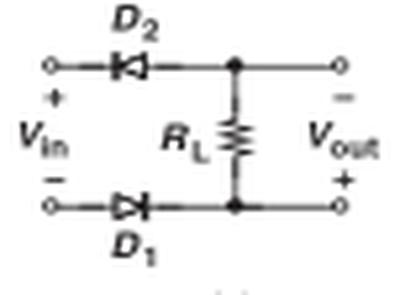 D2
+ −
Vin RL Vout
− +
D1